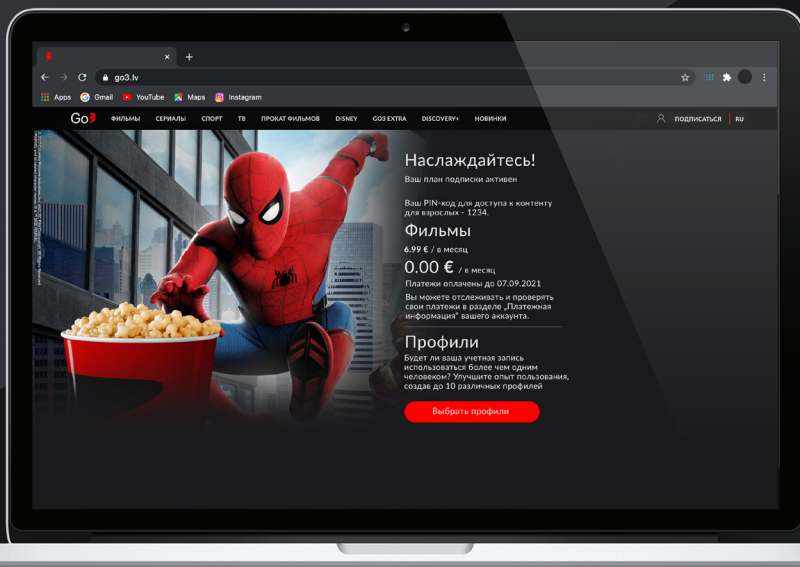 go3.lv
Apps Gmail YouTube Maps Instagram
Go3 ФИЛЬМЫ СЕРИАЛЫ СПОРТ ТВ ПРОКАТ ФИЛЬМОВ DISNEY GO3 EXTRA DISCOVERY+ НОВИНКИ ПОДПИСАТЬСЯ RU
Наслаждайтесь!
Ваш план подписки активен
Ваш PIN-код для доступа к контенту
для взрослых - 1234.
Фильмы
6.99 € / в месяц
0.00 € / в месяц
Платежи оплачены до 07.09.2021
Вы можете отслеживать и проверять
свои платежи в разделе „Платежная
информация“ вашего аккаунта.
Профили
Будет ли ваша учетная запись
использоваться более чем одним
человеком? Улучшите опыт пользования,
создав до 10 различных профилей
Выбрать профили